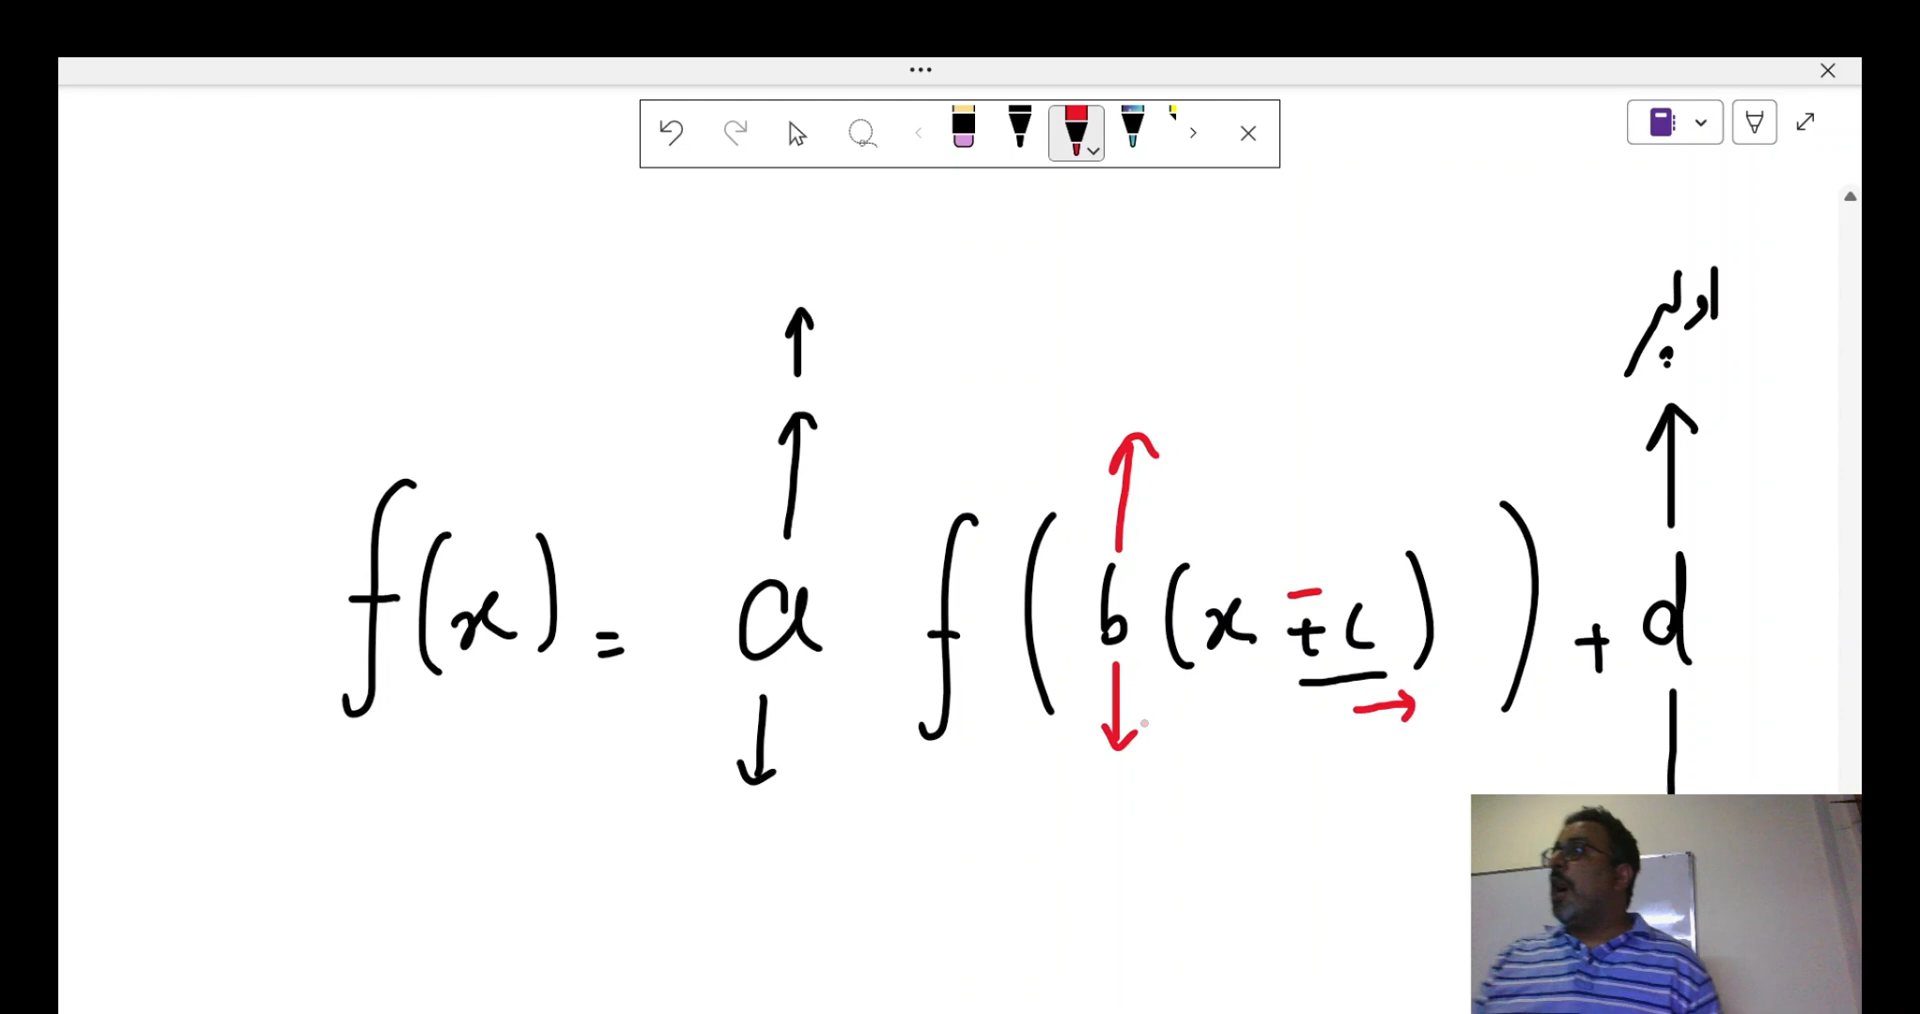 اوپر
f(x) = a f(b(x ∓ c)) + d